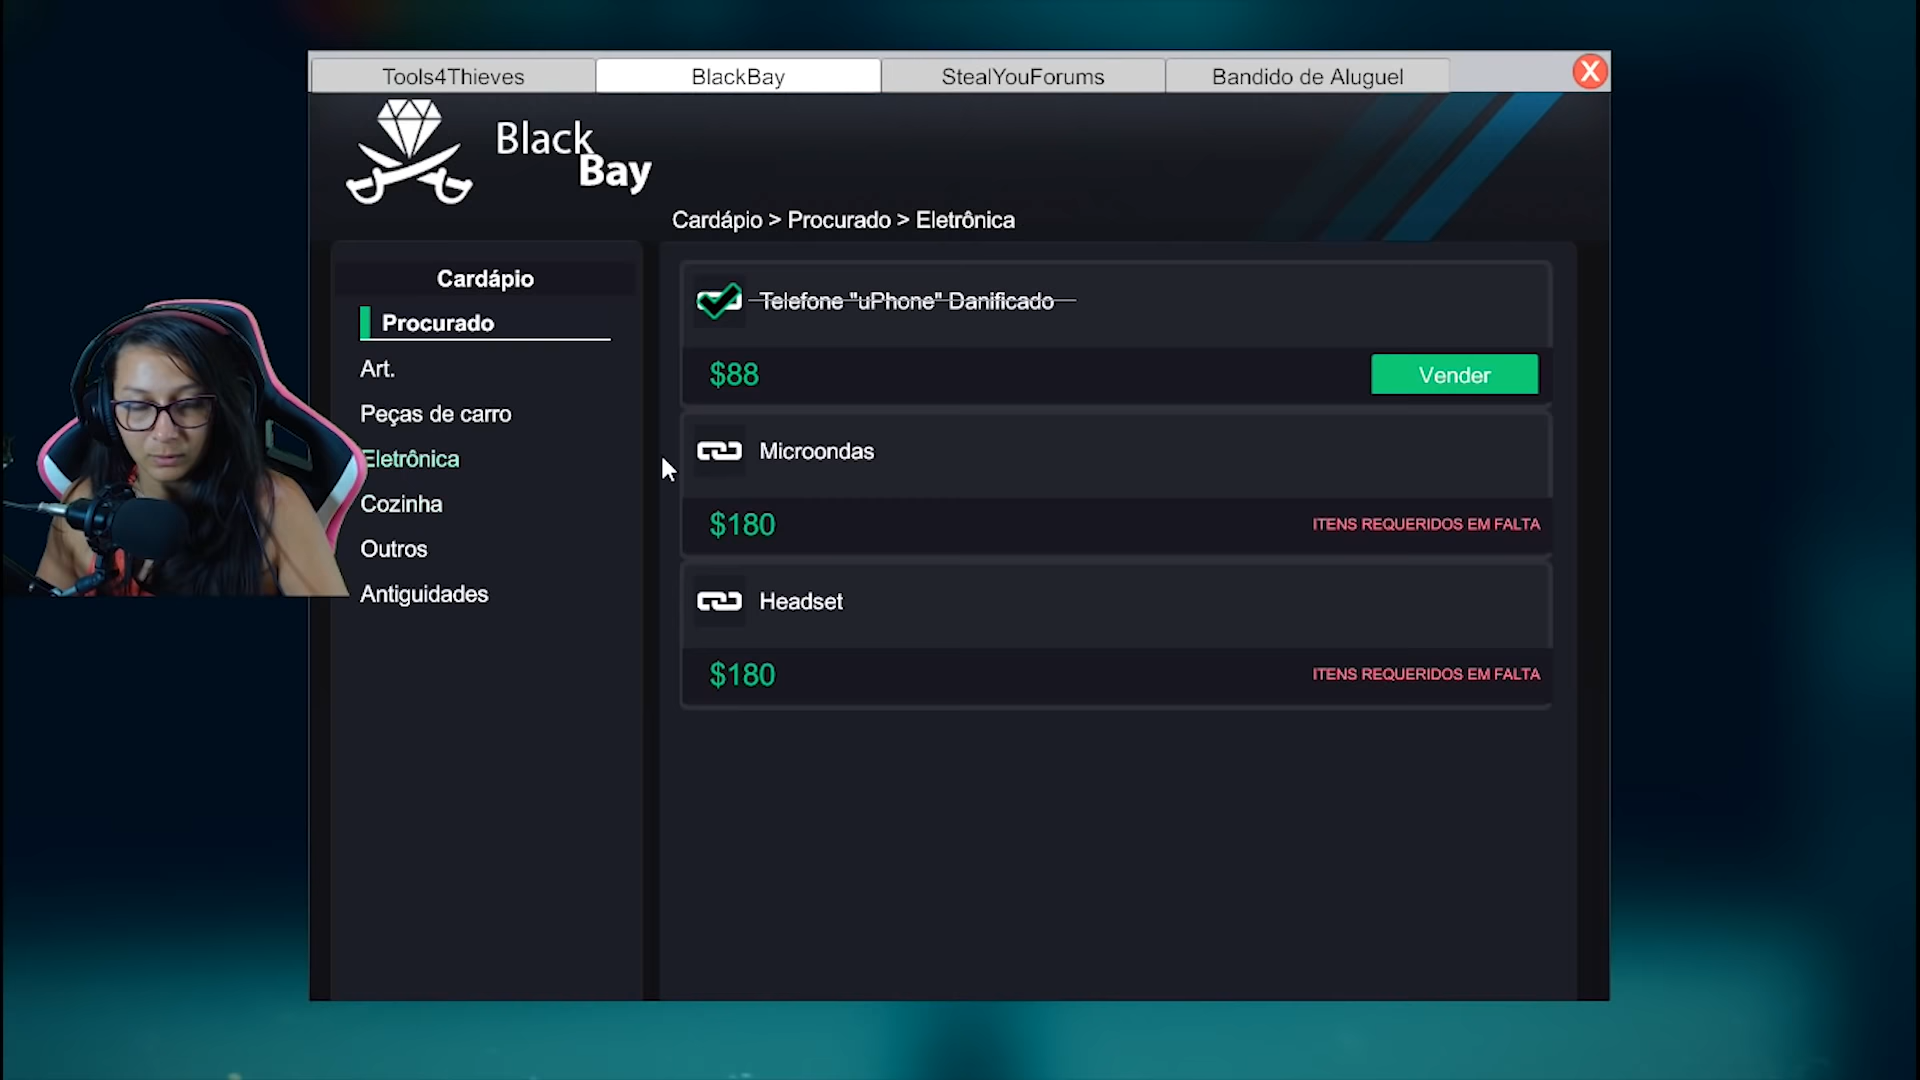 Tools4Thieves
BlackBay
StealYouForums
Bandido de Aluguel
X
Black
Bay
Cardápio > Procurado > Eletrônica
Cardápio
Procurado
Art.
Peças de carro
Eletrônica
Cozinha
Outros
Antiguidades
Telefone "uPhone" Danificado
$88
Vender
Microondas
$180
ITENS REQUERIDOS EM FALTA
Headset
$180
ITENS REQUERIDOS EM FALTA